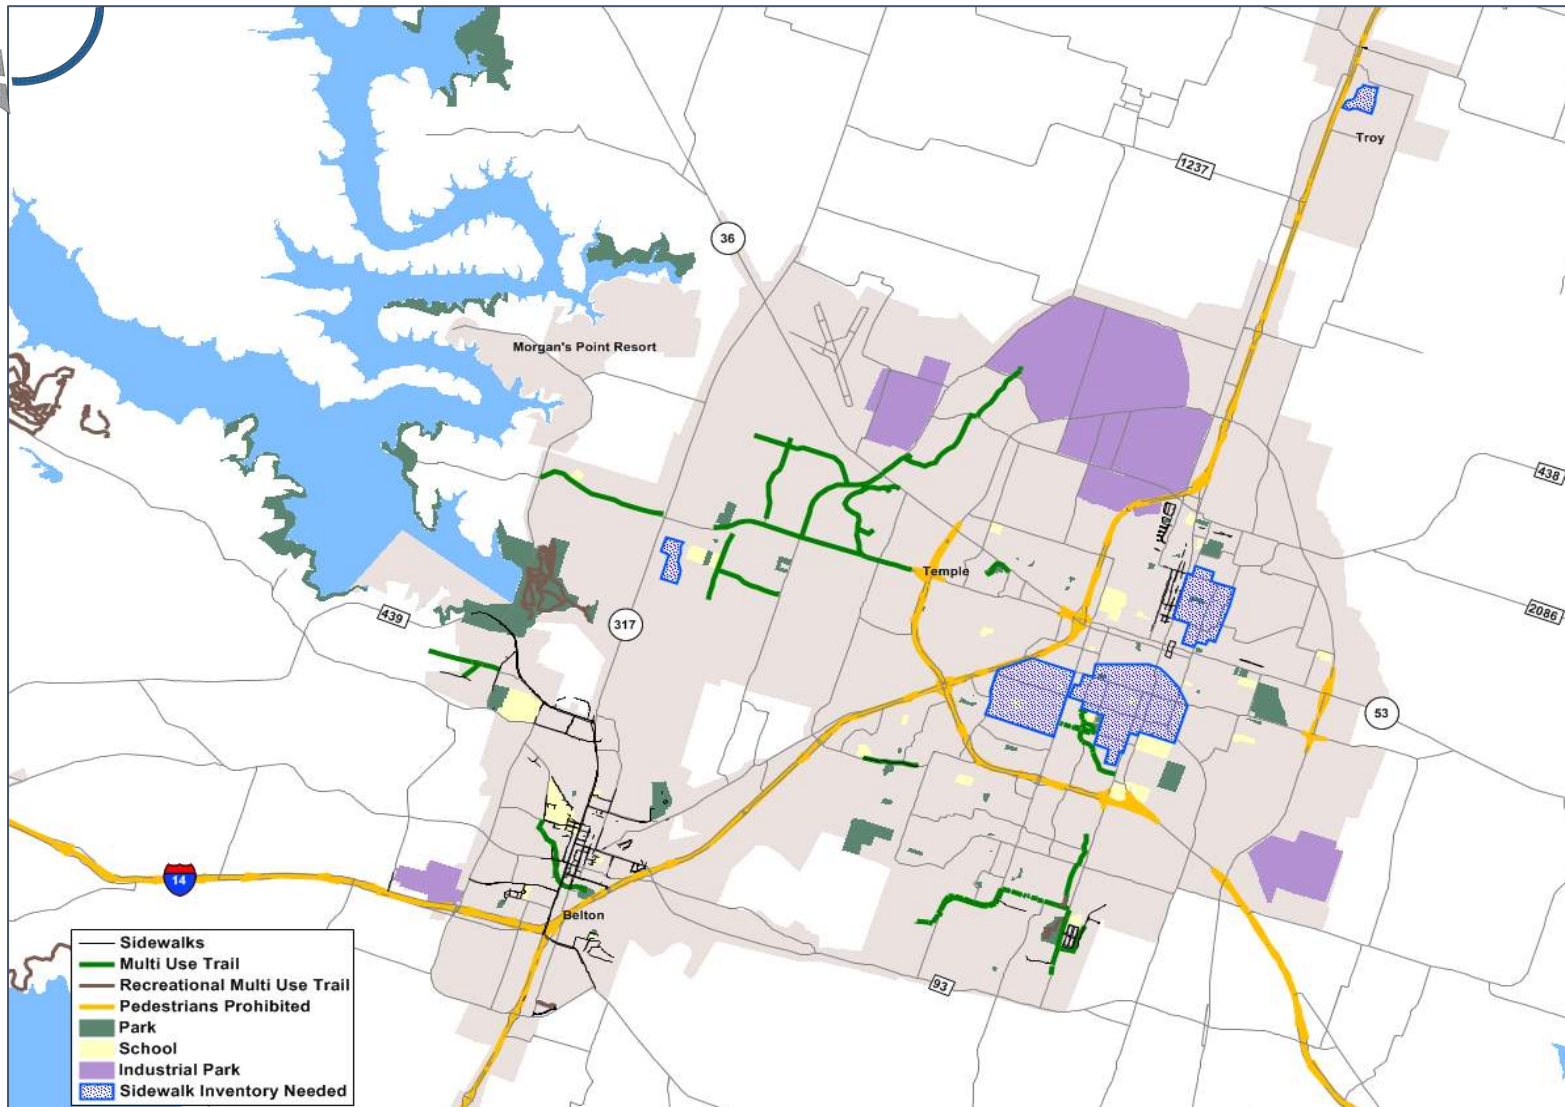 Troy
1237
36
Morgan's Point Resort
438
Temple
2086
439
317
53
14
Belton
93
Sidewalks
Multi Use Trail
Recreational Multi Use Trail
Pedestrians Prohibited
Park
School
Industrial Park
Sidewalk Inventory Needed